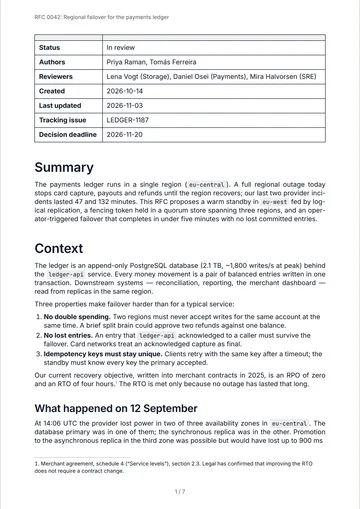 RFC 0042: Regional failover for the payments ledger
Status In review
Authors Priya Raman, Tomás Ferreira
Reviewers Lena Vogt (Storage), Daniel Osei (Payments), Mira Halvorsen (SRE)
Created 2026-10-14
Last updated 2026-11-03
Tracking issue LEDGER-1187
Decision deadline 2026-11-20
Summary
The payments ledger runs in a single region (eu-central). A full regional outage today
stops card capture, payouts and refunds until the region recovers; our last two provider inci-
dents lasted 47 and 132 minutes. This RFC proposes a warm standby in eu-west fed by log-
ical replication, a fencing token held in a quorum store spanning three regions, and an oper-
ator-triggered failover that completes in under five minutes with no lost committed entries.
Context
The ledger is an append-only PostgreSQL database (2.1 TB, ~1,800 writes/s at peak) behind
the ledger-api service. Every money movement is a pair of balanced entries written in one
transaction. Downstream systems — reconciliation, reporting, the merchant dashboard —
read from replicas in the same region.
Three properties make failover harder than for a typical service:
1. No double spending. Two regions must never accept writes for the same account at the
same time. A brief split brain could approve two refunds against one balance.
2. No lost entries. An entry that ledger-api acknowledged to a caller must survive the
failover. Card networks treat an acknowledged capture as final.
3. Idempotency keys must stay unique. Clients retry with the same key after a timeout; the
standby must know every key the primary accepted.
Our current recovery objective, written into merchant contracts in 2025, is an RPO of zero
and an RTO of four hours.¹ The RTO is met only because no outage has lasted that long.
What happened on 12 September
At 14:06 UTC the provider lost power in two of three availability zones in eu-central. The
database primary was in one of them; the synchronous replica was in the other. Promotion
to the asynchronous replica in the third zone was possible but would have lost up to 900 ms
1. Merchant agreement, schedule 4 ("Service levels"), section 2.3. Legal has confirmed that improving the RTO
does not require a contract change.
1 / 7